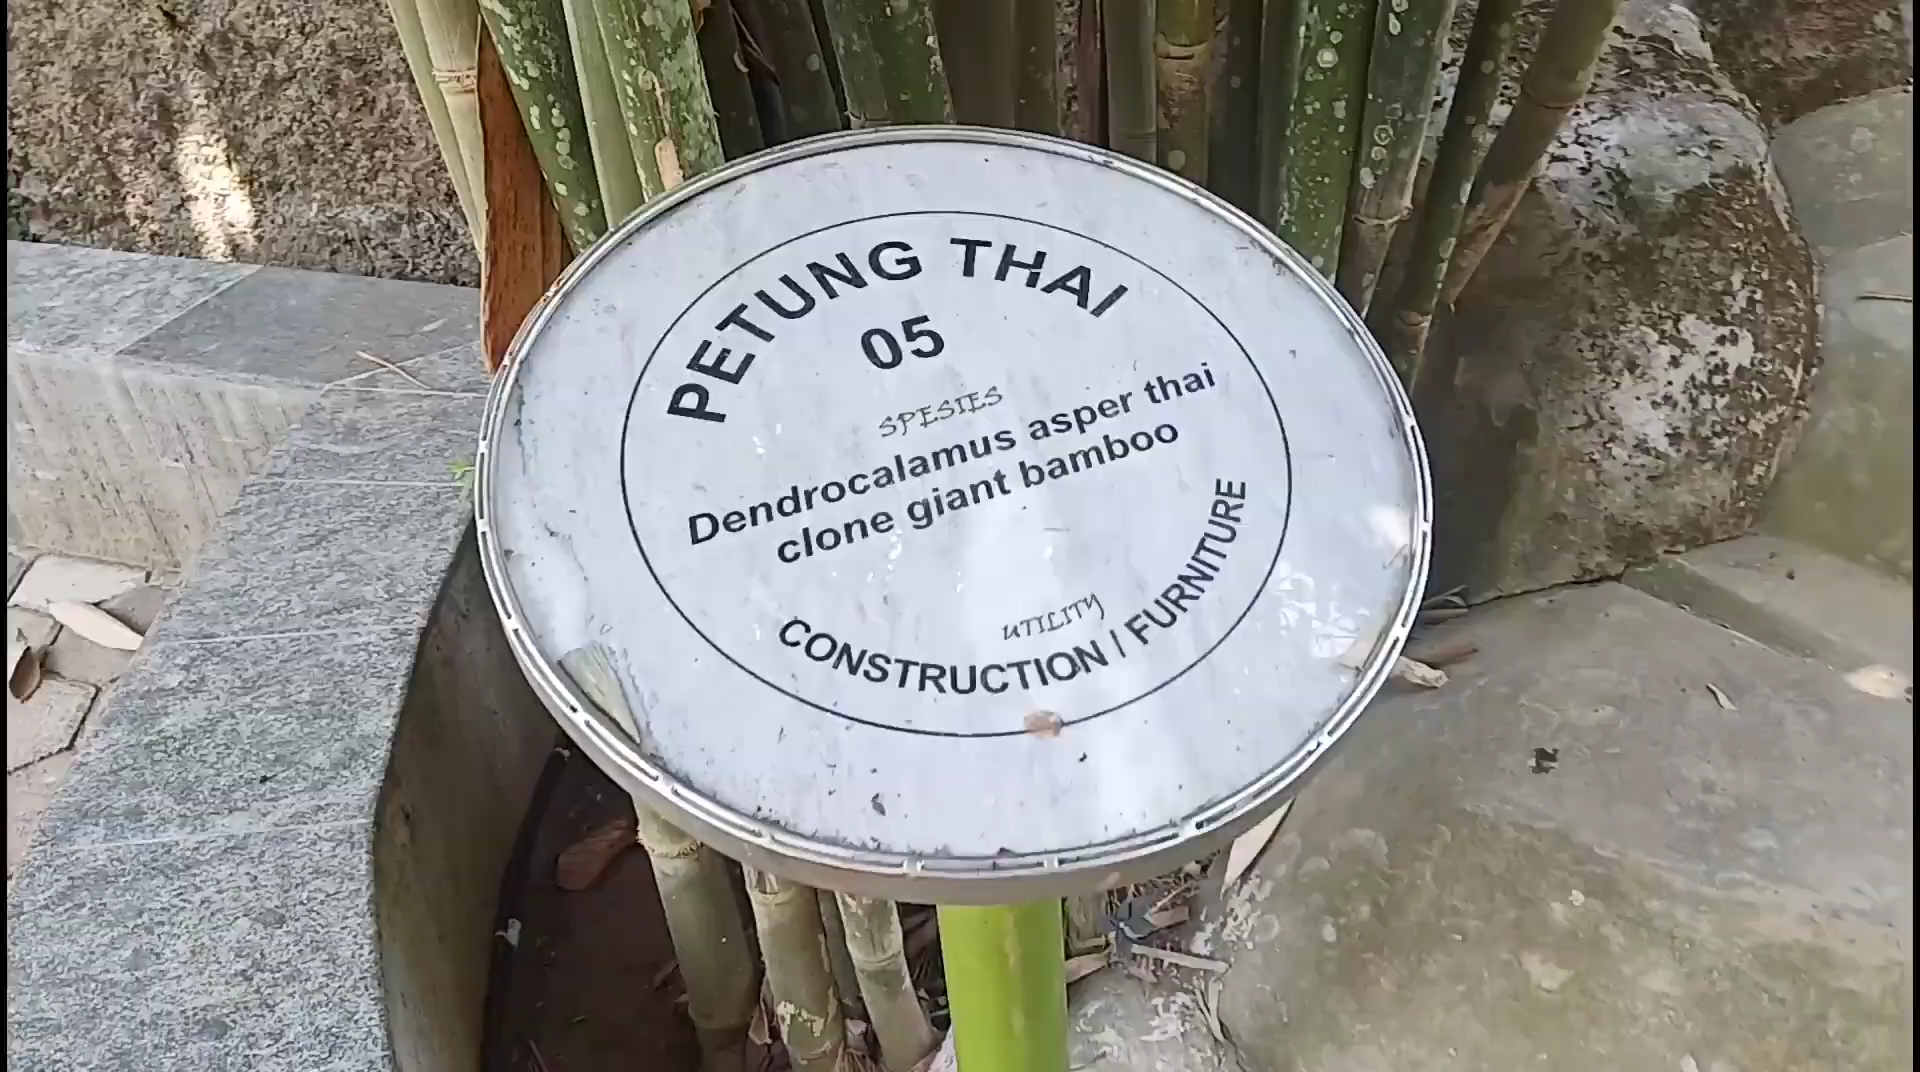 PETUNG THAI
05
SPESIES
Dendrocalamus asper thai
clone giant bamboo
UTILITY
CONSTRUCTION | FURNITURE